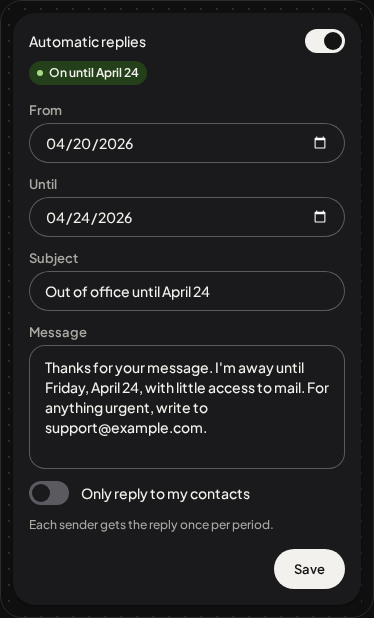 Automatic replies
On until April 24
From
04/20/2026
Until
04/24/2026
Subject
Out of office until April 24
Message
Thanks for your message. I'm away until
Friday, April 24, with little access to mail. For
anything urgent, write to
support@example.com.
Only reply to my contacts
Each sender gets the reply once per period.
Save